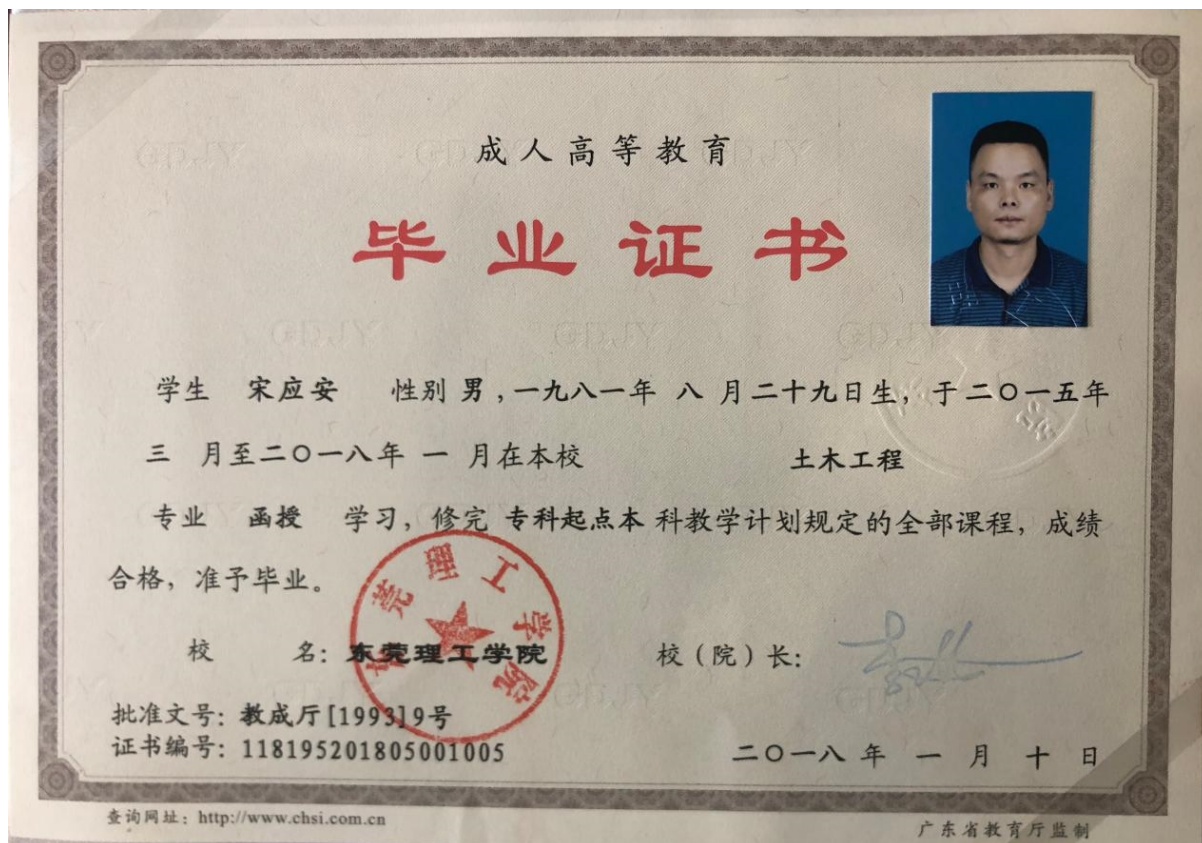 成人高等教育
毕业证书
学生 宋应安 性别 男，一九八一年 八 月二十九日生，于二〇一五年
三 月至二〇一八年 一 月在本校 土木工程
专业 函授 学习，修完 专科起点本 科教学计划规定的全部课程，成绩
合格，准予毕业。
校 名：东莞理工学院 校（院）长：
批准文号：教成厅[1993]9号
证书编号：118195201805001005 二〇一八年 一 月 十 日
查询网址：http://www.chsi.com.cn 广东省教育厅监制
东莞理工学院
GDJY